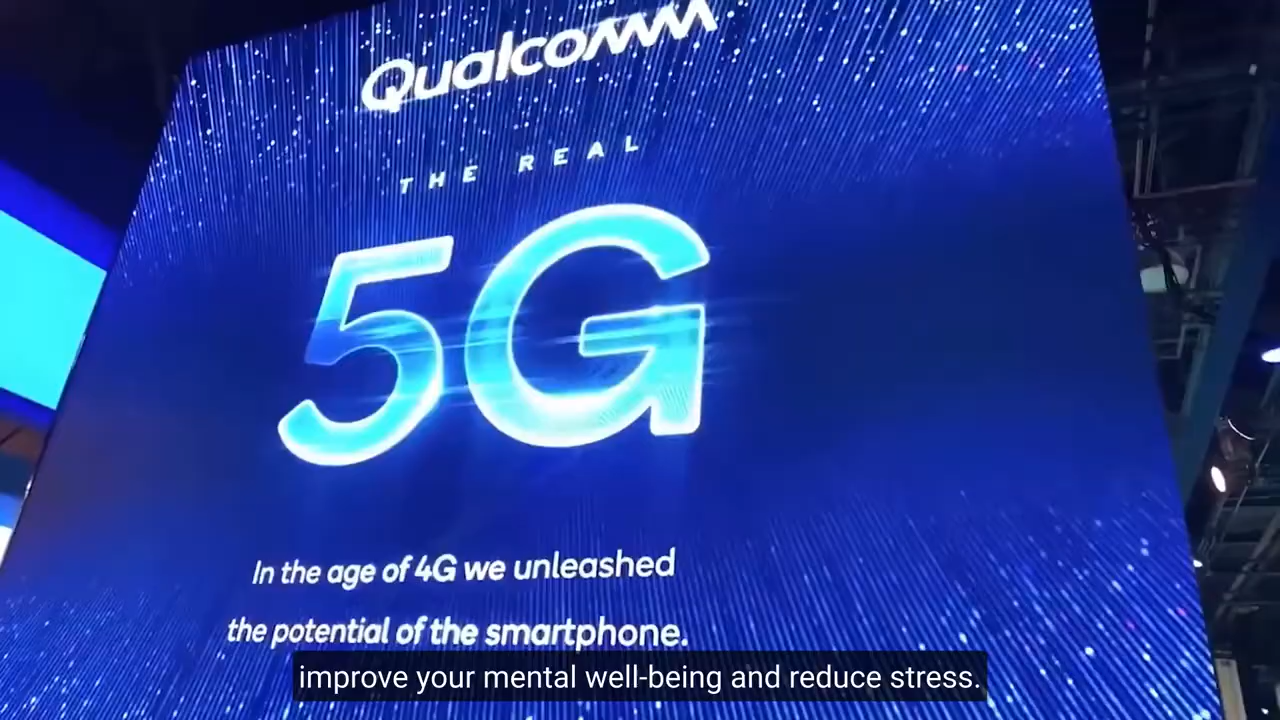 Qualcomm
THE REAL
5G
In the age of 4G we unleashed
the potential of the smartphone.
improve your mental well-being and reduce stress.